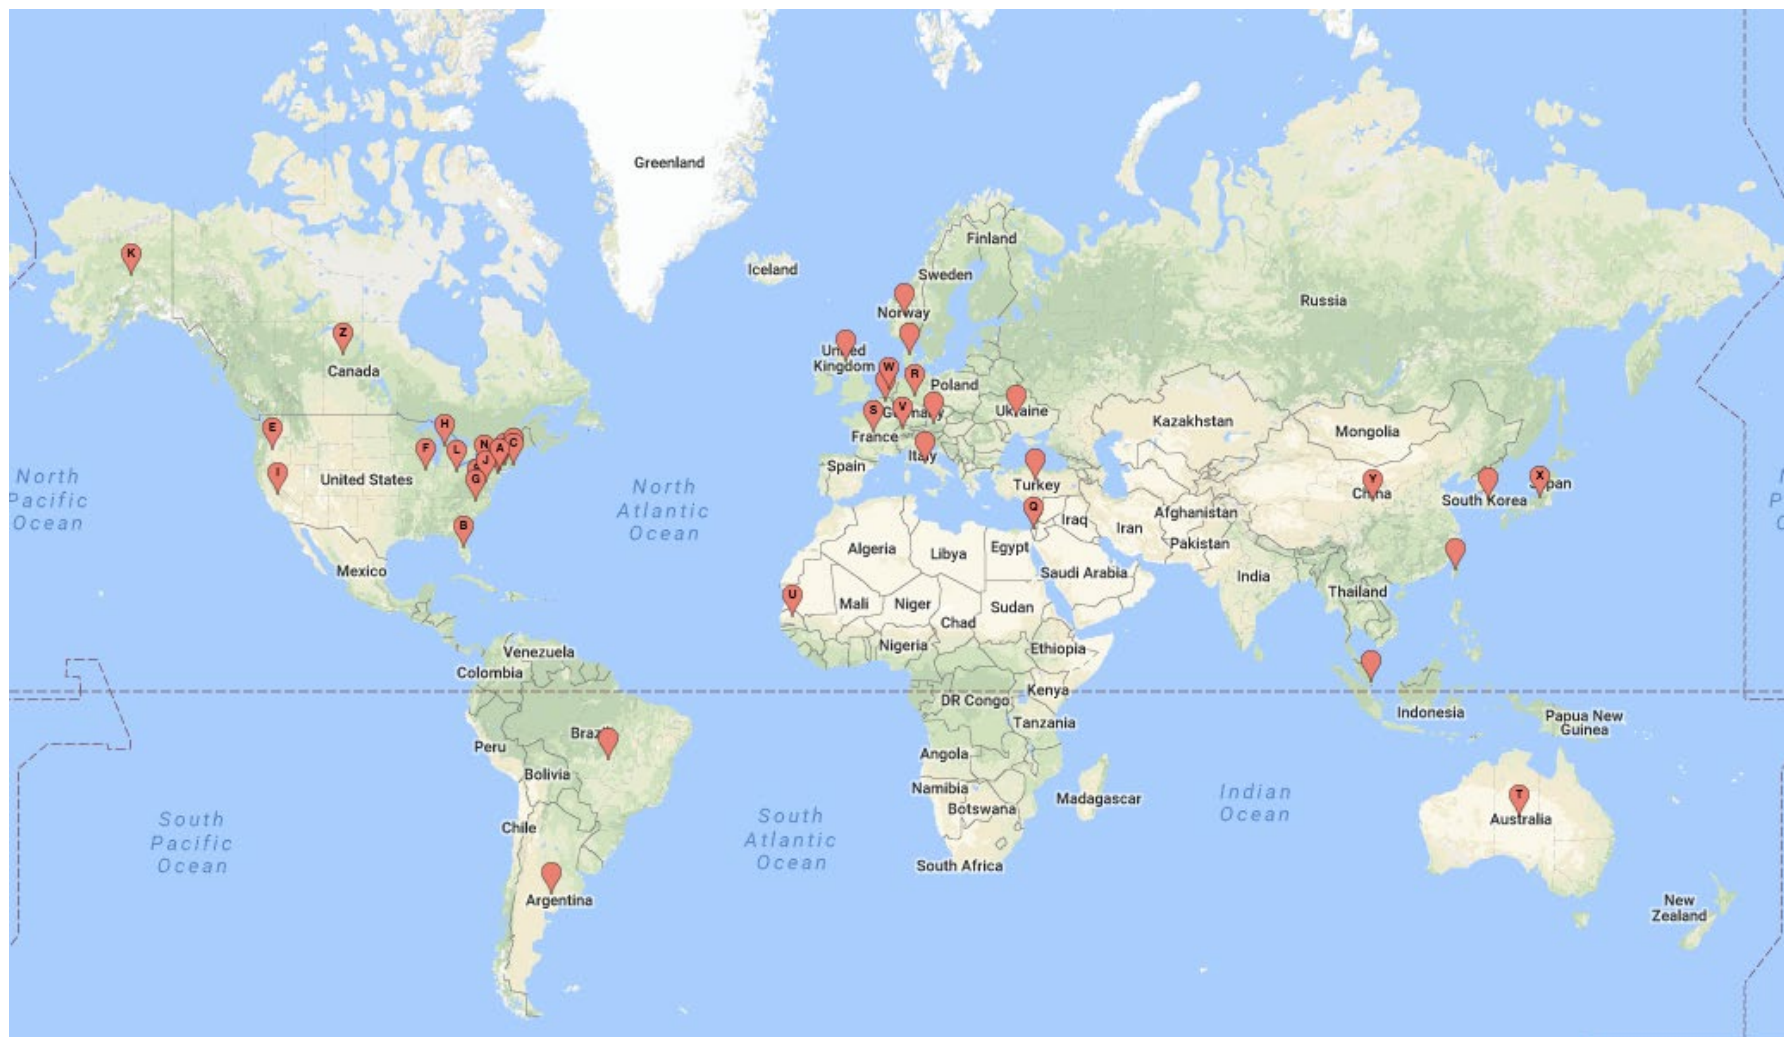 Greenland
Finland
Iceland
Sweden
K
Russia
Norway
Z
United
Kingdom
Canada
W
R
Poland
S
V
Germany
Ukraine
Kazakhstan
Mongolia
E
H
France
N
A
C
F
L
J
Italy
Spain
I
G
United States
North
Pacific
Ocean
North
Atlantic
Ocean
Turkey
Y
China
X
Japan
South Korea
Q
B
Iraq
Iran
Afghanistan
Pakistan
Algeria
Libya
Egypt
Mexico
Saudi Arabia
India
Thailand
U
Mali
Niger
Sudan
Chad
Nigeria
Ethiopia
Venezuela
Colombia
DR Congo
Kenya
Indonesia
Papua New
Guinea
Tanzania
Brazil
Peru
Angola
Bolivia
Namibia
Botswana
Madagascar
Indian
Ocean
T
Australia
South
Pacific
Ocean
South
Atlantic
Ocean
Chile
South Africa
Argentina
New
Zealand